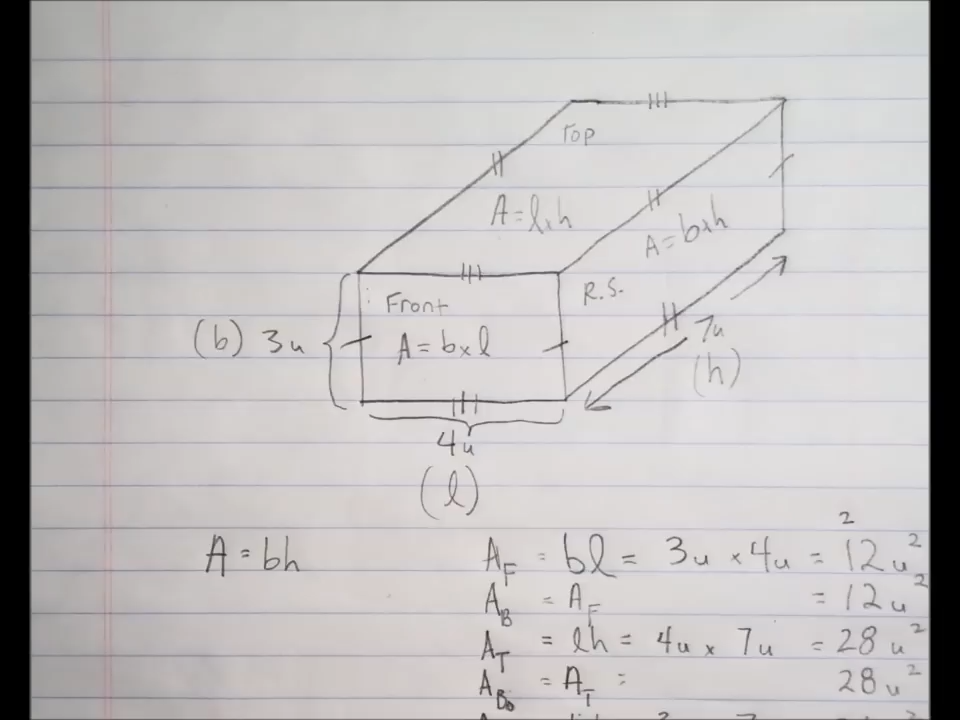 Top
A = l x h
A = b x h
Front
R.S.
(b) 3u
A = b x l
7u
(h)
4u
(l)
2
A = bh
A_F = bl = 3u x 4u = 12u²
A_B = A_F = 12u²
A_T = lh = 4u x 7u = 28u²
A_Bo = A_T = 28u²